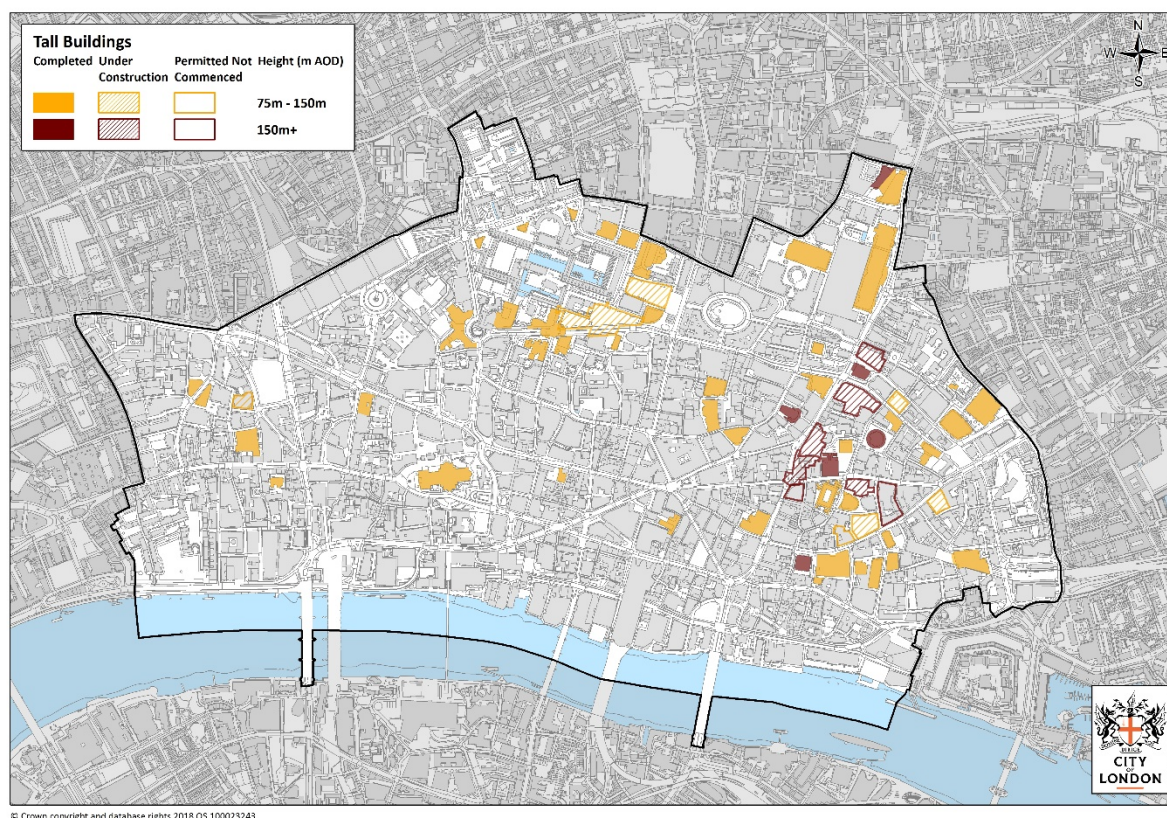 Tall Buildings
Completed Under Construction Permitted Not Commenced Height (m AOD)
75m - 150m
150m+
N
W E
S
CITY
OF
LONDON
© Crown copyright and database rights 2018 OS 100023243